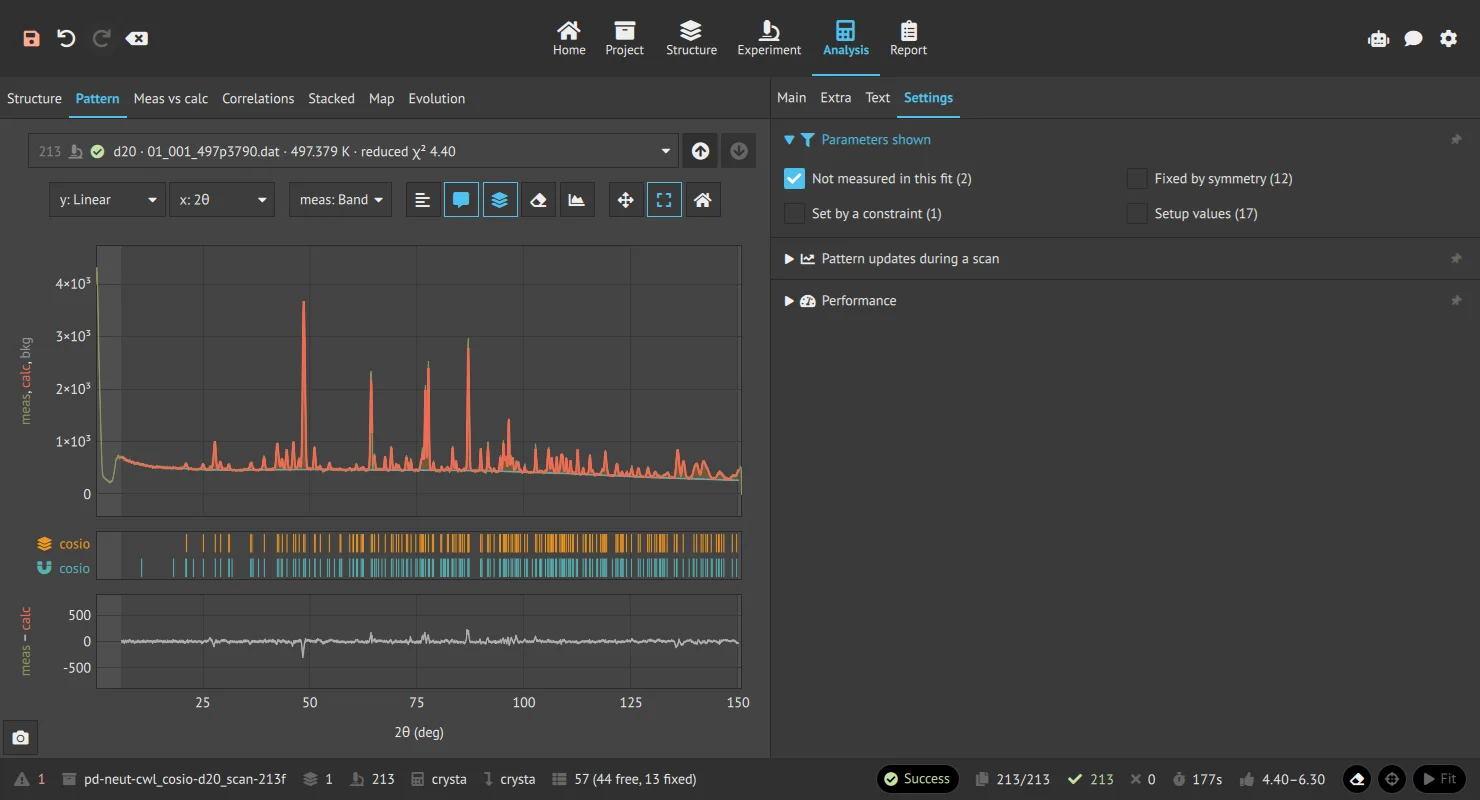 Home Project Structure Experiment Analysis Report
Structure Pattern Meas vs calc Correlations Stacked Map Evolution
Main Extra Text Settings
213 d20 · 01_001_497p3790.dat · 497.379 K · reduced χ² 4.40
y: Linear x: 2θ meas: Band
Parameters shown
Not measured in this fit (2) Fixed by symmetry (12)
Set by a constraint (1) Setup values (17)
Pattern updates during a scan
Performance
meas, calc, bkg
4×10³
3×10³
2×10³
1×10³
0
cosio
cosio
meas − calc
500
0
-500
25 50 75 100 125 150
2θ (deg)
1 pd-neut-cwl_cosio-d20_scan-213f 1 213 crysta crysta 57 (44 free, 13 fixed) Success 213/213 213 0 177s 4.40–6.30 Fit